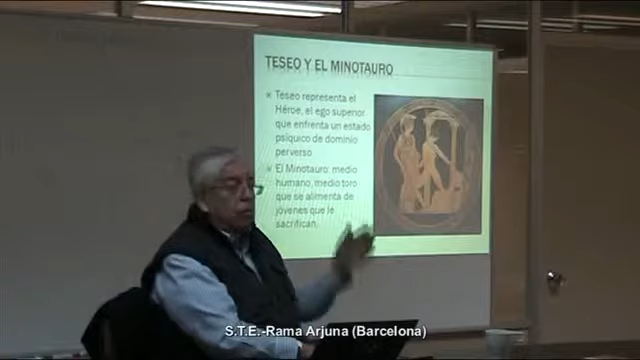 TESEO Y EL MINOTAURO
Teseo representa el
Héroe, el ego superior
que enfrenta un estado
psíquico de dominio
perverso
El Minotauro: medio
humano, medio toro
que se alimenta de
jóvenes que le
sacrifican.
S.T.E.-Rama Arjuna (Barcelona)